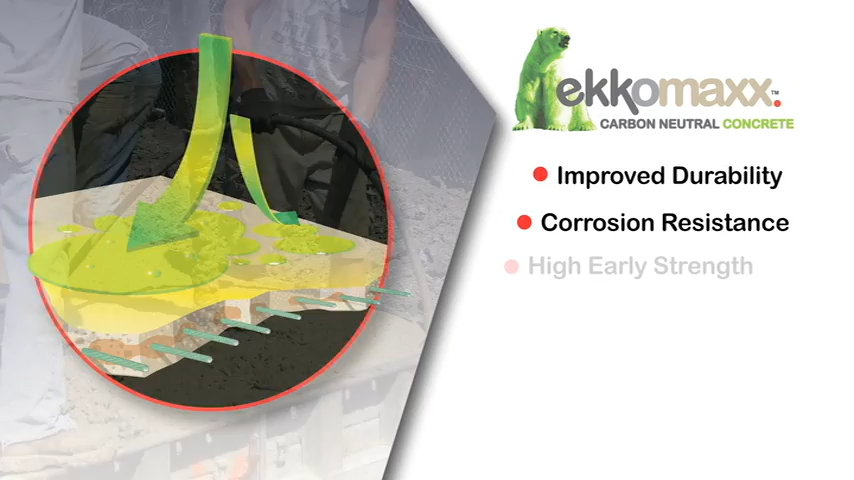 ekkomaxx.™
CARBON NEUTRAL CONCRETE
Improved Durability
Corrosion Resistance
High Early Strength